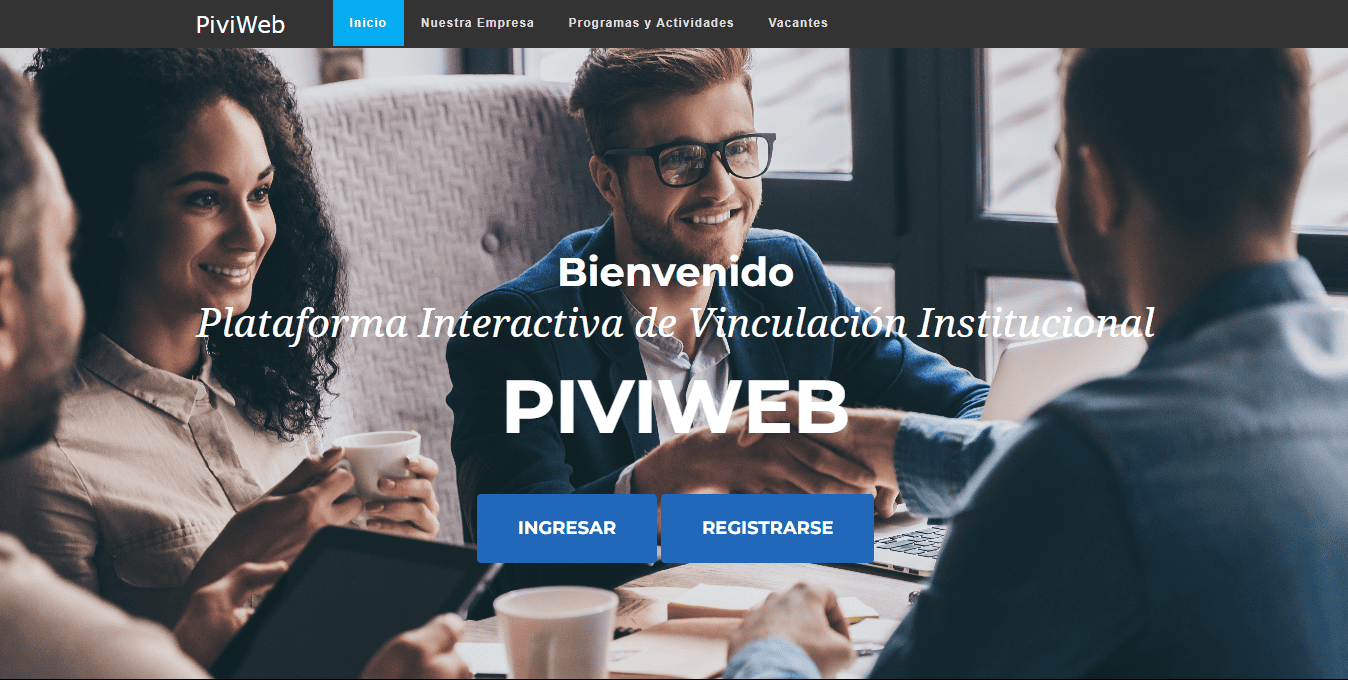 PiviWeb Inicio Nuestra Empresa Programas y Actividades Vacantes
Bienvenido
Plataforma Interactiva de Vinculación Institucional
PIVIWEB
INGRESAR REGISTRARSE